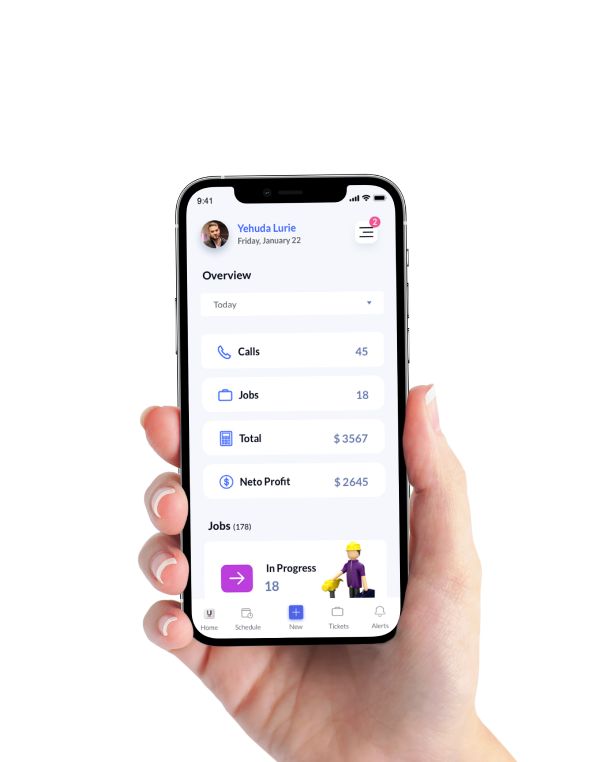 9:41
2
Yehuda Lurie
Friday, January 22
Overview
Today
Calls 45
Jobs 18
Total $ 3567
Neto Profit $ 2645
Jobs (178)
In Progress
18
Home Schedule New Tickets Alerts